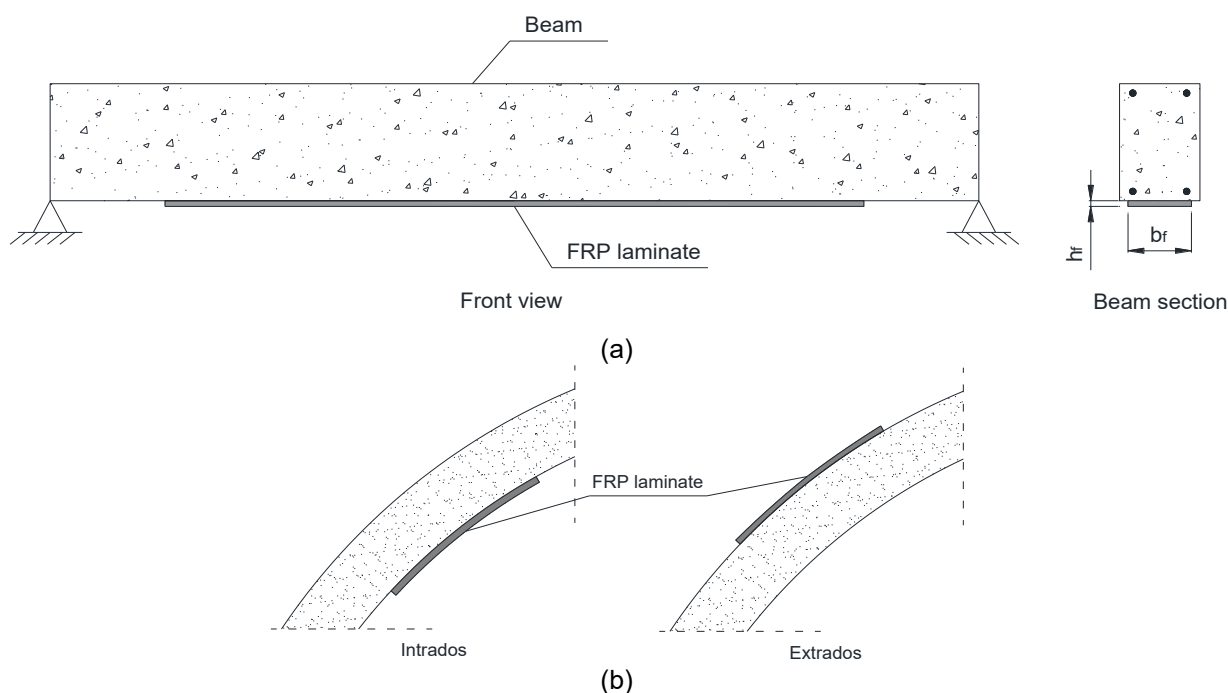 Beam
FRP laminate
hf
bf
Front view
Beam section
(a)
FRP laminate
Intrados
Extrados
(b)